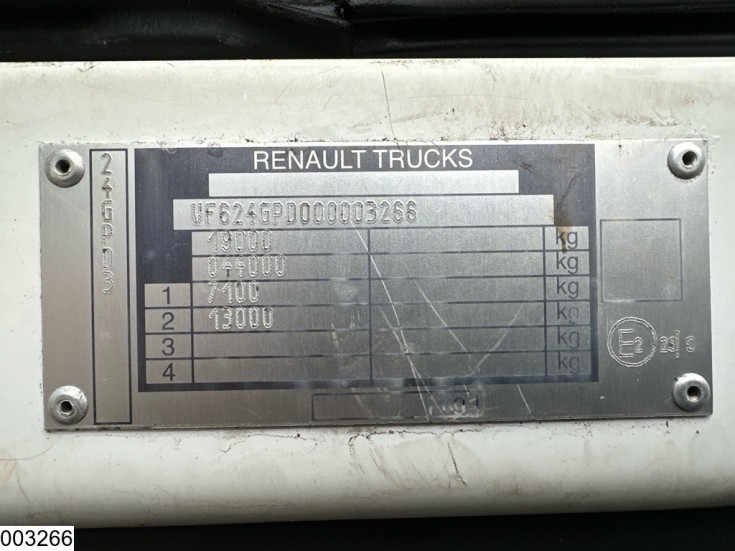 RENAULT TRUCKS
24GPD3
VF624GPD000003266
19000 kg
044000 kg
1 7100 kg
2 13000 kg
3 kg
4 kg
E2
003266